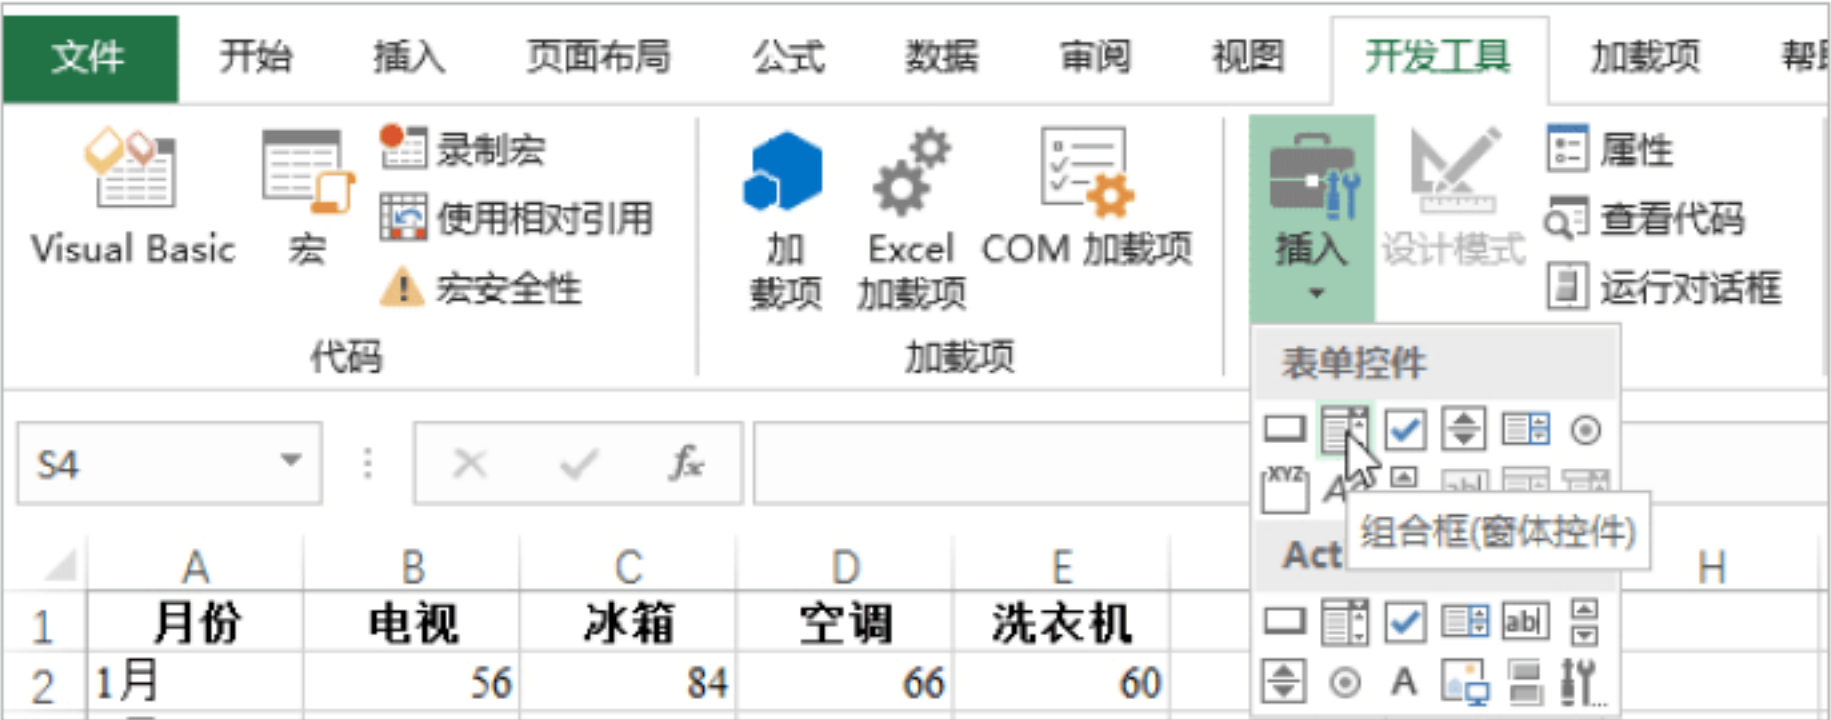 文件 开始 插入 页面布局 公式 数据 审阅 视图 开发工具 加载项
Visual Basic
宏
录制宏
使用相对引用
宏安全性
代码
加
载项
Excel
加载项
COM 加载项
加载项
插入
设计模式
属性
查看代码
运行对话框
表单控件
XYZ
组合框(窗体控件)
Act
abl
A
S4
fx
A B C D E H
1 月份 电视 冰箱 空调 洗衣机
2 1月 56 84 66 60